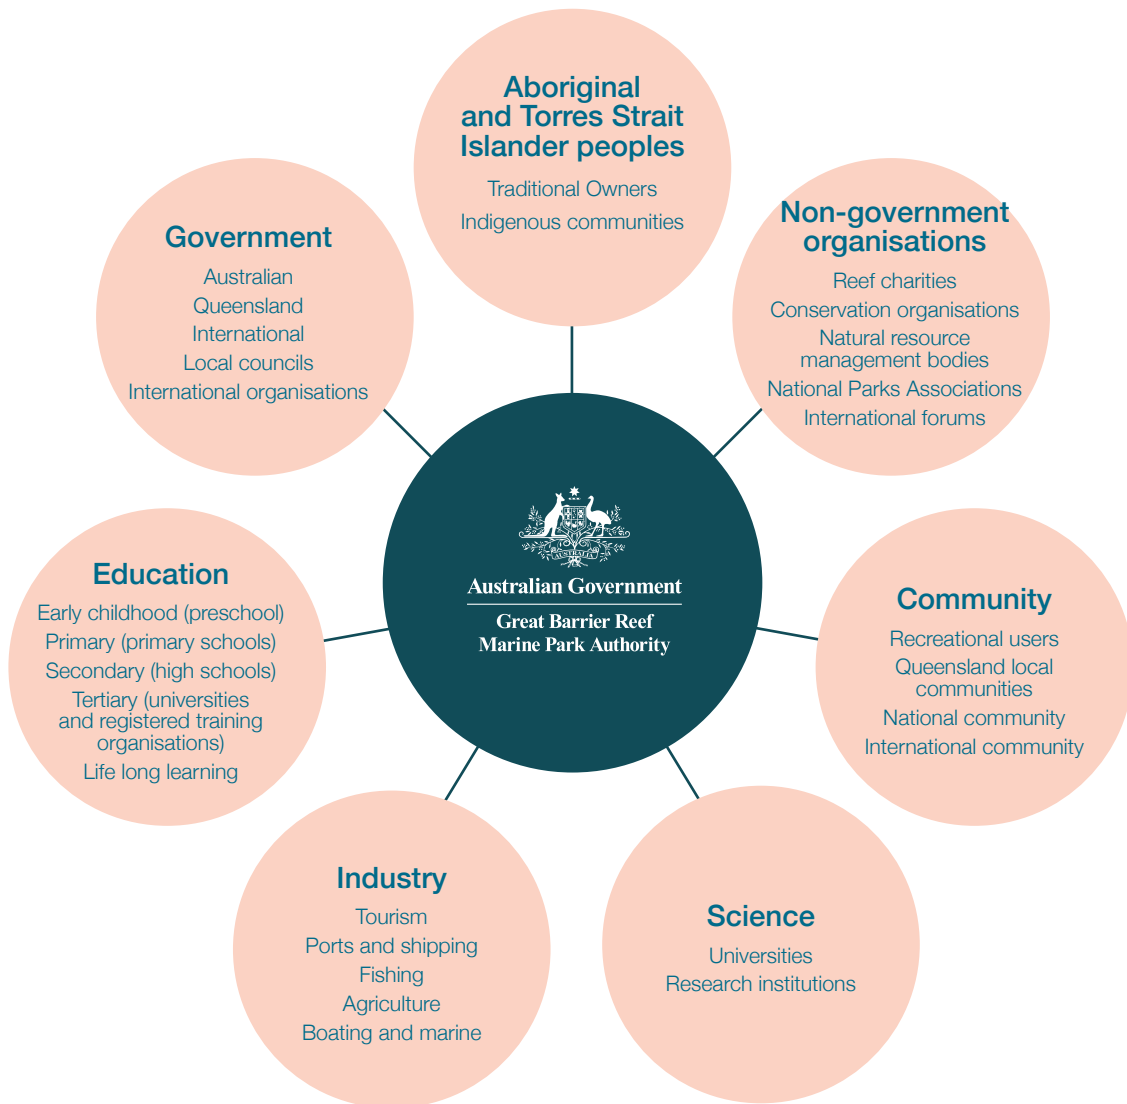 Aboriginal
and Torres Strait
Islander peoples
Traditional Owners
Indigenous communities
Non-government
organisations
Reef charities
Conservation organisations
Natural resource
management bodies
National Parks Associations
International forums
Community
Recreational users
Queensland local
communities
National community
International community
Science
Universities
Research institutions
Industry
Tourism
Ports and shipping
Fishing
Agriculture
Boating and marine
Education
Early childhood (preschool)
Primary (primary schools)
Secondary (high schools)
Tertiary (universities
and registered training
organisations)
Life long learning
Government
Australian
Queensland
International
Local councils
International organisations
AUSTRALIA
Australian Government
Great Barrier Reef
Marine Park Authority